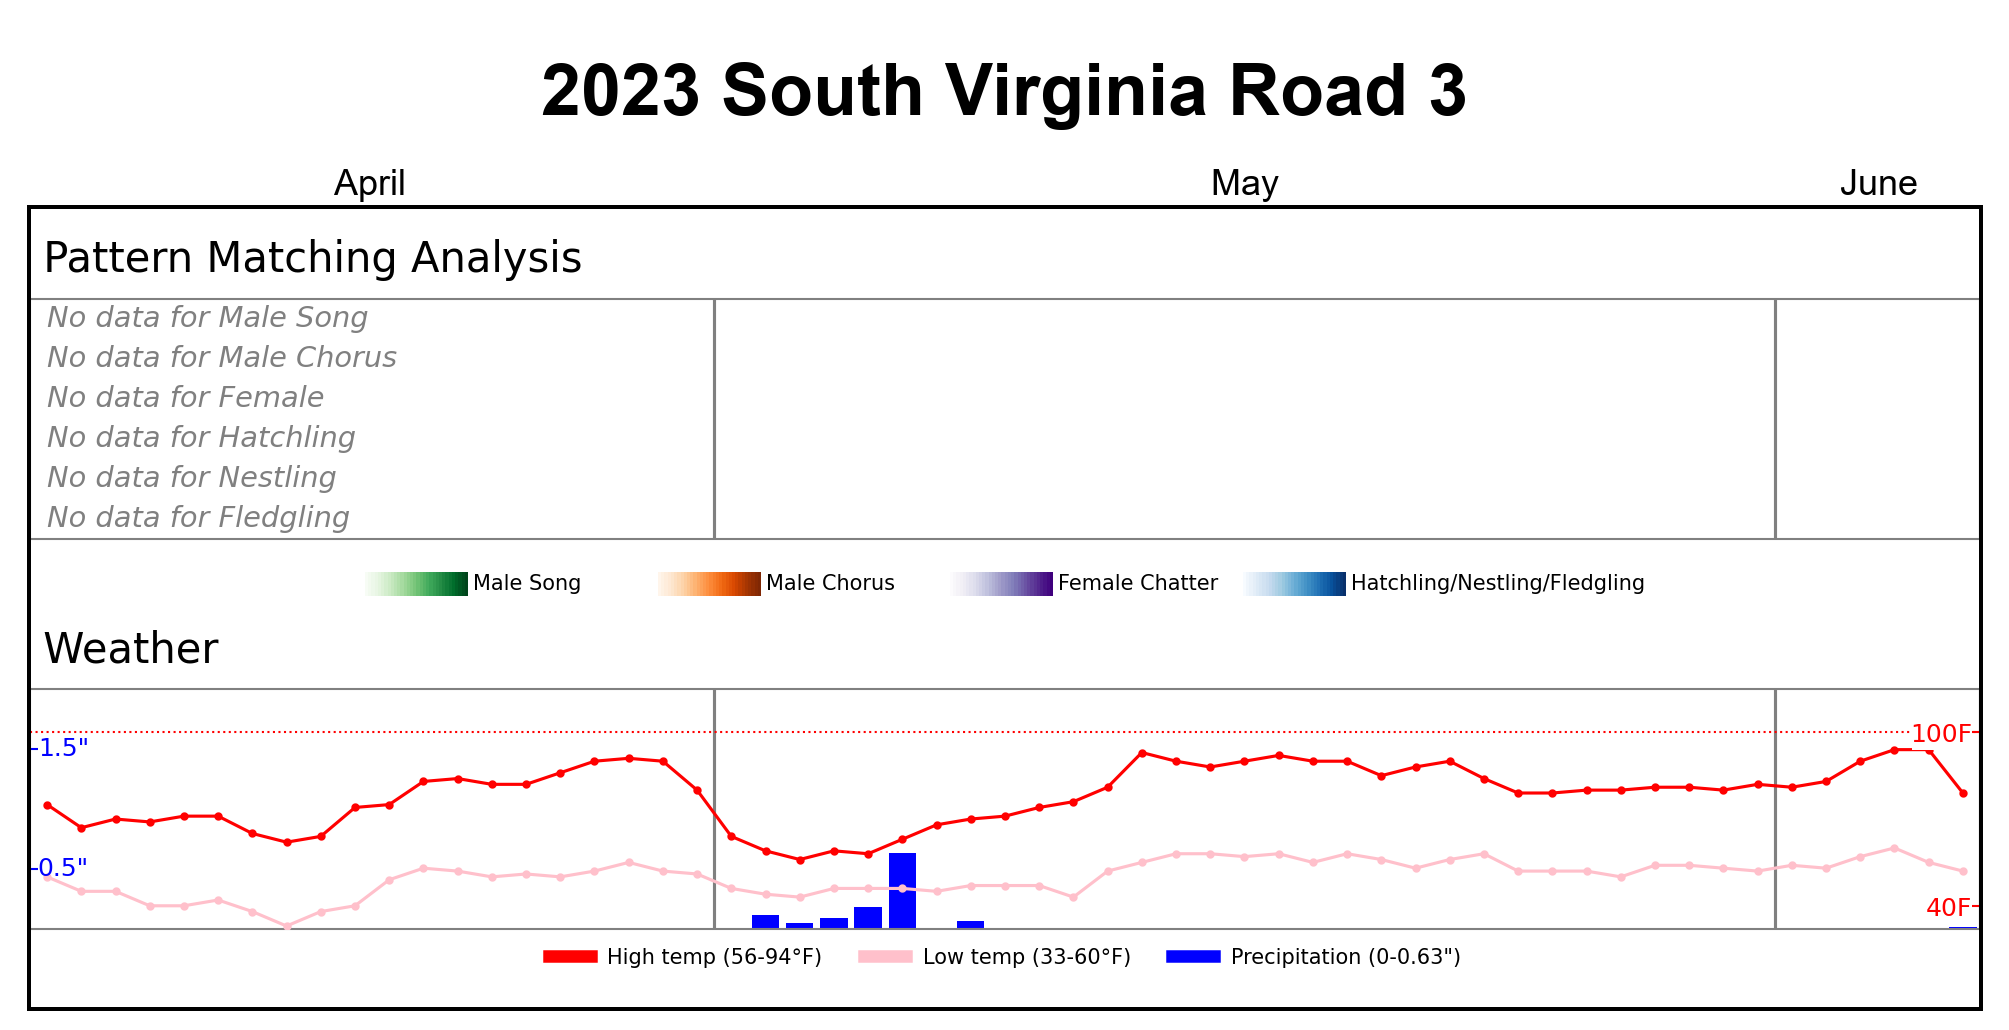 2023 South Virginia Road 3
April May June
Pattern Matching Analysis
No data for Male Song
No data for Male Chorus
No data for Female
No data for Hatchling
No data for Nestling
No data for Fledgling
Male Song Male Chorus Female Chatter Hatchling/Nestling/Fledgling
Weather
1.5" 100F
0.5"
40F
High temp (56-94°F) Low temp (33-60°F) Precipitation (0-0.63")